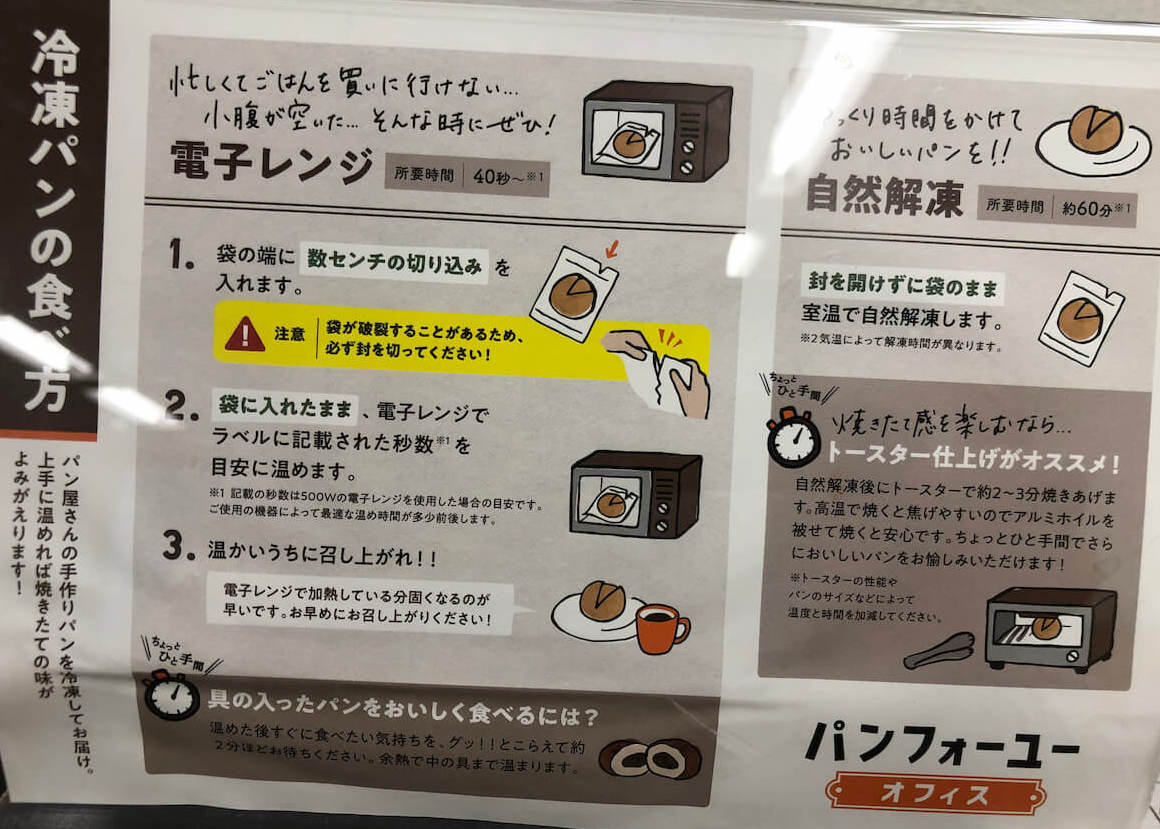 冷凍パンの食べ方
パン屋さんの手作りパンを冷凍してお届け。
上手に温めれば焼きたての味が
よみがえります！
忙しくてごはんを買いに行けない…
小腹が空いた… そんな時にぜひ！
電子レンジ 所要時間 40秒〜※1
1. 袋の端に 数センチの切り込み を
入れます。
注意 袋が破裂することがあるため、
必ず封を切ってください！
2. 袋に入れたまま 、電子レンジで
ラベルに記載された秒数※1を
目安に温めます。
※1 記載の秒数は500Wの電子レンジを使用した場合の目安です。
ご使用の機器によって最適な温め時間が多少前後します。
3. 温かいうちに召し上がれ！！
電子レンジで加熱している分固くなるのが
早いです。お早めにお召し上がりください！
ちょっと
ひと手間
具の入ったパンをおいしく食べるには？
温めた後すぐに食べたい気持ちを、グッ！！とこらえて約
2分ほどお待ちください。余熱で中の具まで温まります。
っくり時間をかけて
おいしいパンを！！
自然解凍 所要時間 約60分※1
封を開けずに袋のまま
室温で自然解凍します。
※2気温によって解凍時間が異なります。
ちょっと
ひと手間
焼きたて感を楽しむなら…
トースター仕上げがオススメ！
自然解凍後にトースターで約2〜3分焼きあげま
す。高温で焼くと焦げやすいのでアルミホイルを
被せて焼くと安心です。ちょっとひと手間でさら
においしいパンをお愉しみいただけます！
※トースターの性能や
パンのサイズなどによって
温度と時間を加減してください。
パンフォーユー
オフィス